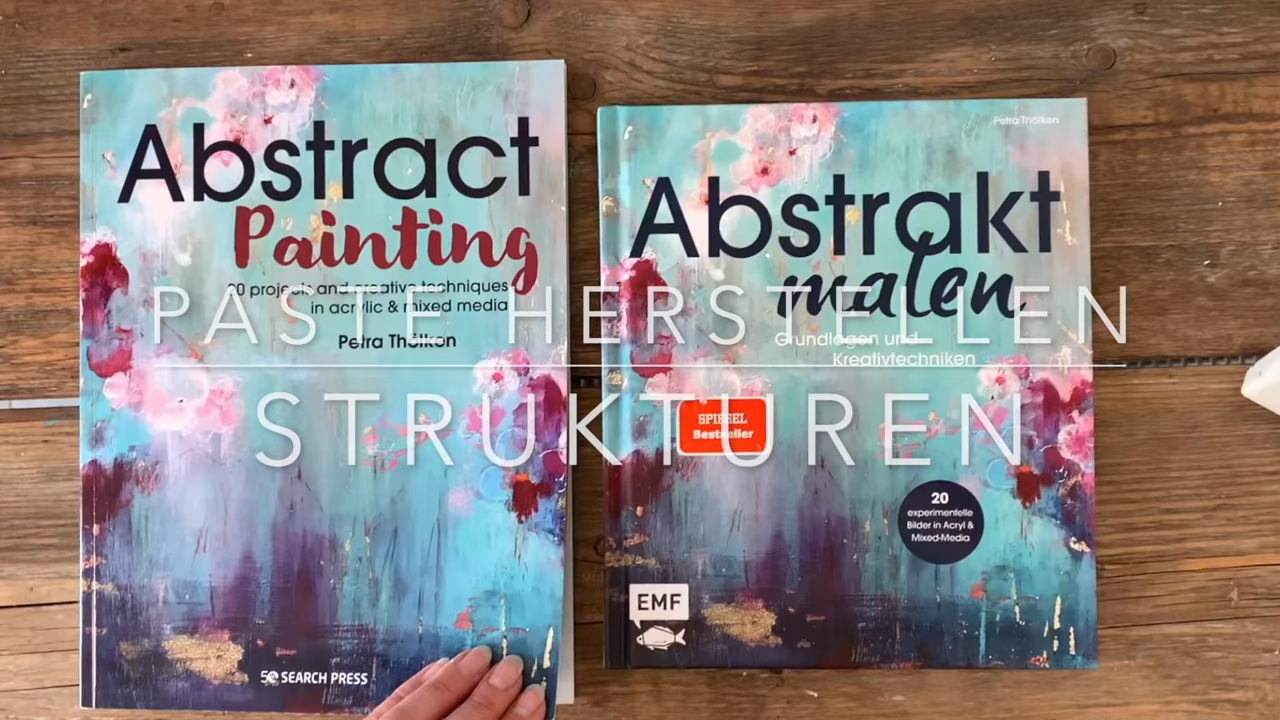 Abstract
Painting
20 projects and creative techniques
in acrylic & mixed media
Petra Thölken
SEARCH PRESS
Petra Thölken
Abstrakt
malen
Grundlagen und
Kreativtechniken
SPIEGEL
Bestseller
20
experimentelle
Bilder in Acryl &
Mixed-Media
EMF
PASTE HERSTELLEN
STRUKTUREN